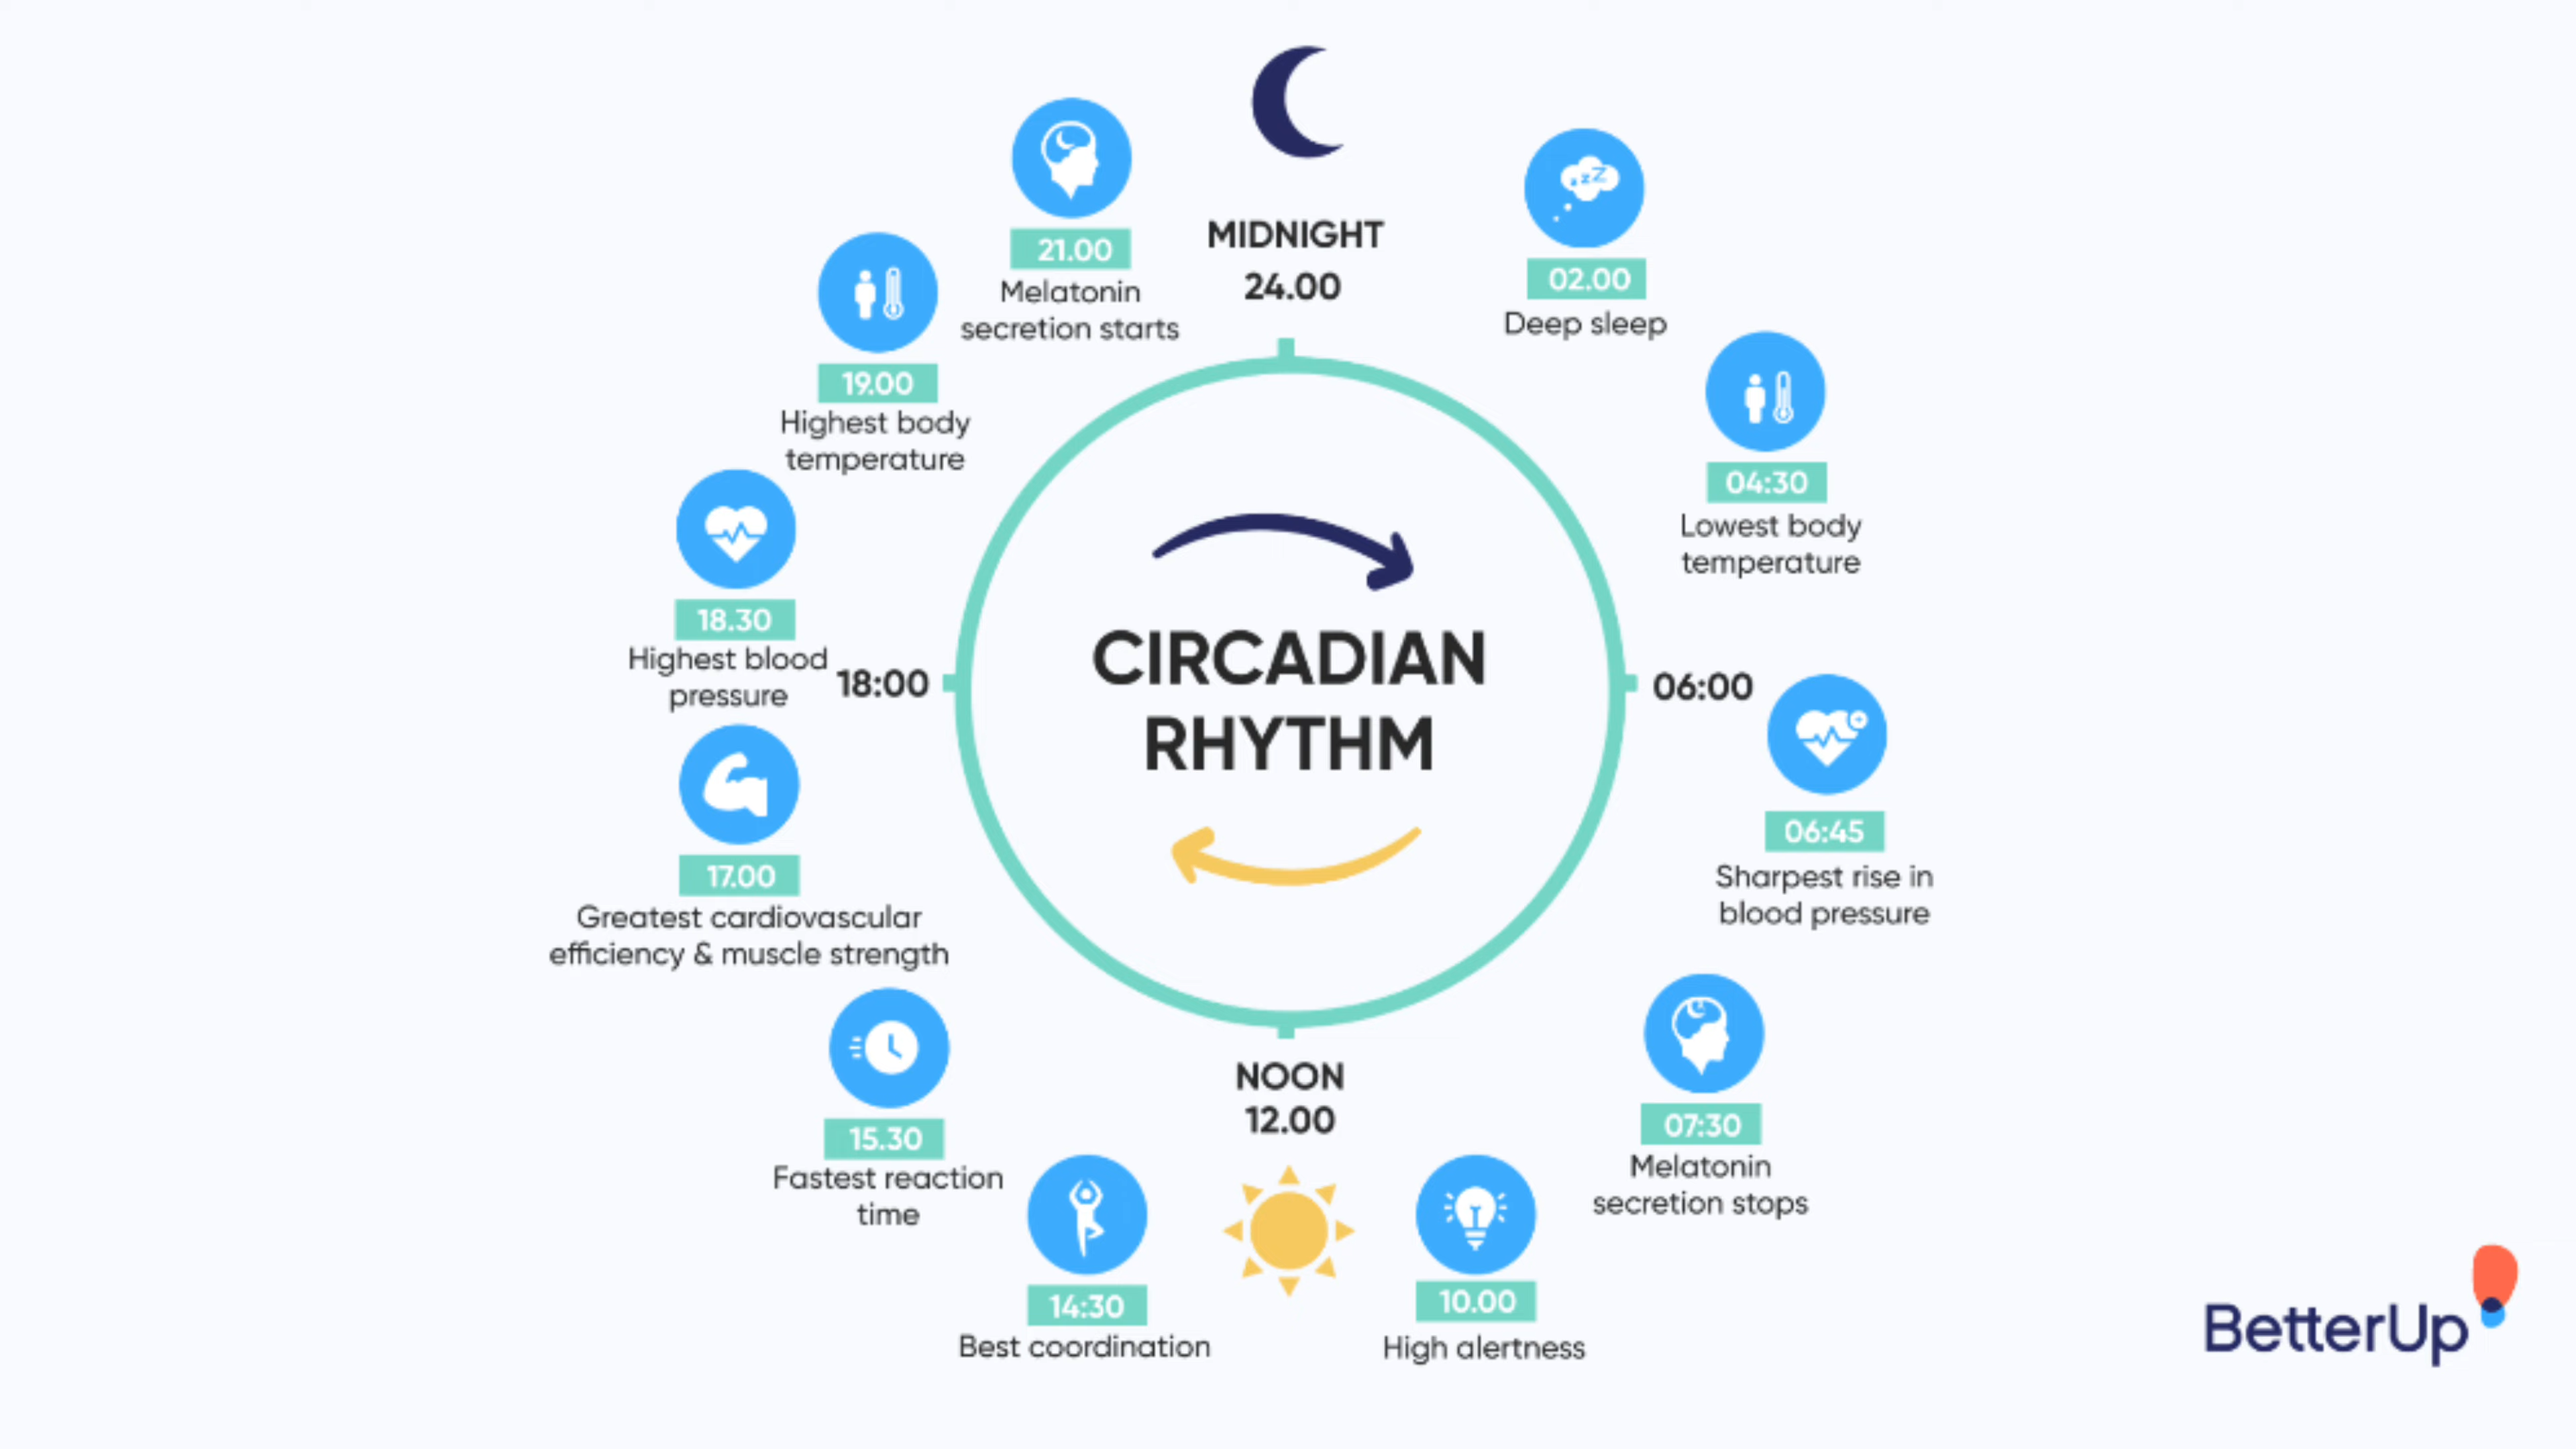 MIDNIGHT
24.00
02.00
Deep sleep
04:30
Lowest body
temperature
06:00
06:45
Sharpest rise in
blood pressure
07:30
Melatonin
secretion stops
10.00
High alertness
NOON
12.00
14:30
Best coordination
15.30
Fastest reaction
time
17.00
Greatest cardiovascular
efficiency & muscle strength
18:00
18.30
Highest blood
pressure
19.00
Highest body
temperature
21.00
Melatonin
secretion starts
CIRCADIAN
RHYTHM
zzZ
BetterUp